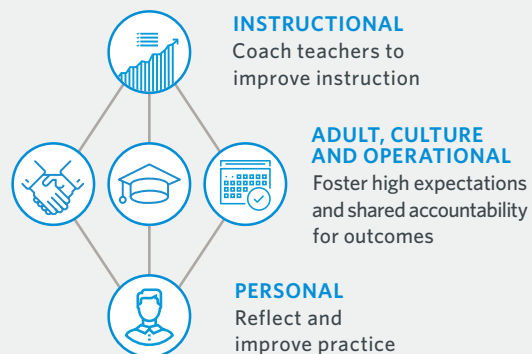 INSTRUCTIONAL
Coach teachers to
improve instruction
ADULT, CULTURE
AND OPERATIONAL
Foster high expectations
and shared accountability
for outcomes
PERSONAL
Reflect and
improve practice